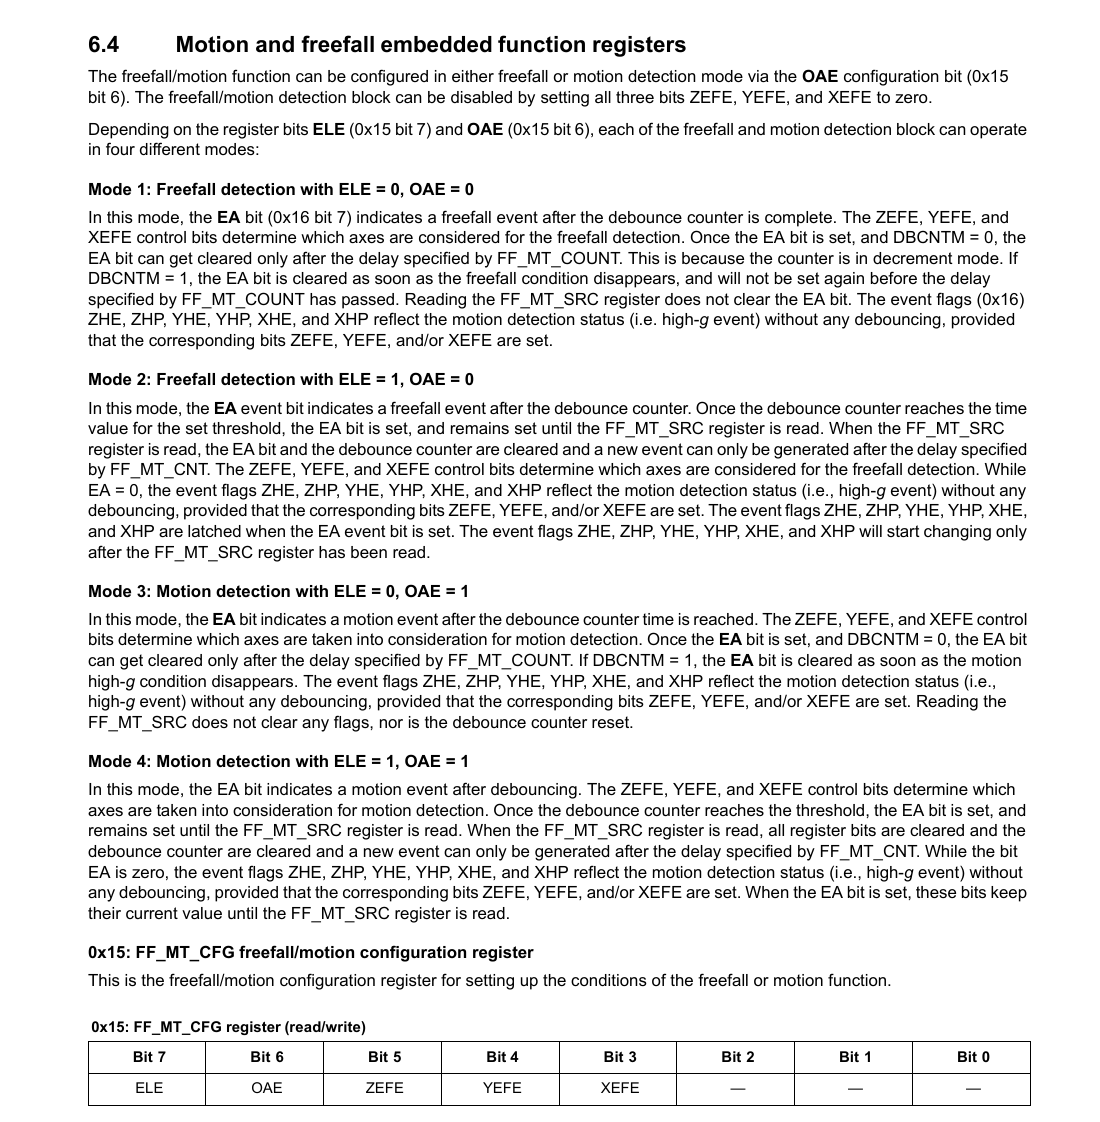 6.4 Motion and freefall embedded function registers
The freefall/motion function can be configured in either freefall or motion detection mode via the OAE configuration bit (0x15
bit 6). The freefall/motion detection block can be disabled by setting all three bits ZEFE, YEFE, and XEFE to zero.
Depending on the register bits ELE (0x15 bit 7) and OAE (0x15 bit 6), each of the freefall and motion detection block can operate
in four different modes:
Mode 1: Freefall detection with ELE = 0, OAE = 0
In this mode, the EA bit (0x16 bit 7) indicates a freefall event after the debounce counter is complete. The ZEFE, YEFE, and
XEFE control bits determine which axes are considered for the freefall detection. Once the EA bit is set, and DBCNTM = 0, the
EA bit can get cleared only after the delay specified by FF_MT_COUNT. This is because the counter is in decrement mode. If
DBCNTM = 1, the EA bit is cleared as soon as the freefall condition disappears, and will not be set again before the delay
specified by FF_MT_COUNT has passed. Reading the FF_MT_SRC register does not clear the EA bit. The event flags (0x16)
ZHE, ZHP, YHE, YHP, XHE, and XHP reflect the motion detection status (i.e. high-g event) without any debouncing, provided
that the corresponding bits ZEFE, YEFE, and/or XEFE are set.
Mode 2: Freefall detection with ELE = 1, OAE = 0
In this mode, the EA event bit indicates a freefall event after the debounce counter. Once the debounce counter reaches the time
value for the set threshold, the EA bit is set, and remains set until the FF_MT_SRC register is read. When the FF_MT_SRC
register is read, the EA bit and the debounce counter are cleared and a new event can only be generated after the delay specified
by FF_MT_CNT. The ZEFE, YEFE, and XEFE control bits determine which axes are considered for the freefall detection. While
EA = 0, the event flags ZHE, ZHP, YHE, YHP, XHE, and XHP reflect the motion detection status (i.e., high-g event) without any
debouncing, provided that the corresponding bits ZEFE, YEFE, and/or XEFE are set. The event flags ZHE, ZHP, YHE, YHP, XHE,
and XHP are latched when the EA event bit is set. The event flags ZHE, ZHP, YHE, YHP, XHE, and XHP will start changing only
after the FF_MT_SRC register has been read.
Mode 3: Motion detection with ELE = 0, OAE = 1
In this mode, the EA bit indicates a motion event after the debounce counter time is reached. The ZEFE, YEFE, and XEFE control
bits determine which axes are taken into consideration for motion detection. Once the EA bit is set, and DBCNTM = 0, the EA bit
can get cleared only after the delay specified by FF_MT_COUNT. If DBCNTM = 1, the EA bit is cleared as soon as the motion
high-g condition disappears. The event flags ZHE, ZHP, YHE, YHP, XHE, and XHP reflect the motion detection status (i.e.,
high-g event) without any debouncing, provided that the corresponding bits ZEFE, YEFE, and/or XEFE are set. Reading the
FF_MT_SRC does not clear any flags, nor is the debounce counter reset.
Mode 4: Motion detection with ELE = 1, OAE = 1
In this mode, the EA bit indicates a motion event after debouncing. The ZEFE, YEFE, and XEFE control bits determine which
axes are taken into consideration for motion detection. Once the debounce counter reaches the threshold, the EA bit is set, and
remains set until the FF_MT_SRC register is read. When the FF_MT_SRC register is read, all register bits are cleared and the
debounce counter are cleared and a new event can only be generated after the delay specified by FF_MT_CNT. While the bit
EA is zero, the event flags ZHE, ZHP, YHE, YHP, XHE, and XHP reflect the motion detection status (i.e., high-g event) without
any debouncing, provided that the corresponding bits ZEFE, YEFE, and/or XEFE are set. When the EA bit is set, these bits keep
their current value until the FF_MT_SRC register is read.
0x15: FF_MT_CFG freefall/motion configuration register
This is the freefall/motion configuration register for setting up the conditions of the freefall or motion function.
0x15: FF_MT_CFG register (read/write)
Bit 7 Bit 6 Bit 5 Bit 4 Bit 3 Bit 2 Bit 1 Bit 0
ELE OAE ZEFE YEFE XEFE — — —